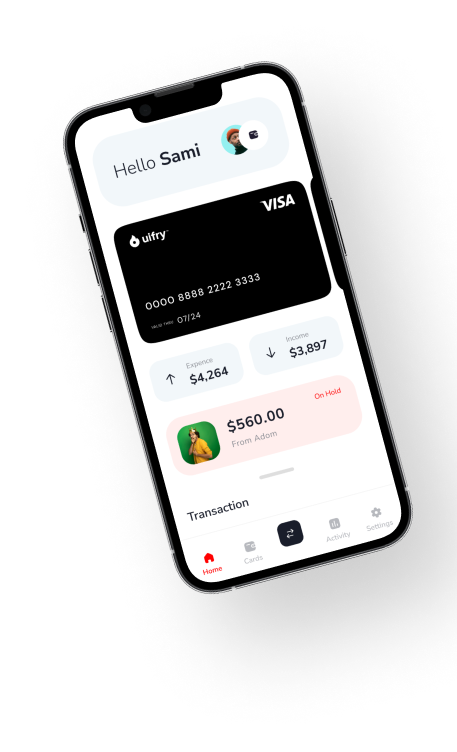 Hello Sami
uifry
VISA
0000 8888 2222 3333
VALID THRU 07/24
Expence
$4,264
Income
$3,897
On Hold
$560.00
From Adom
Transaction
Home
Cards
Activity
Settings